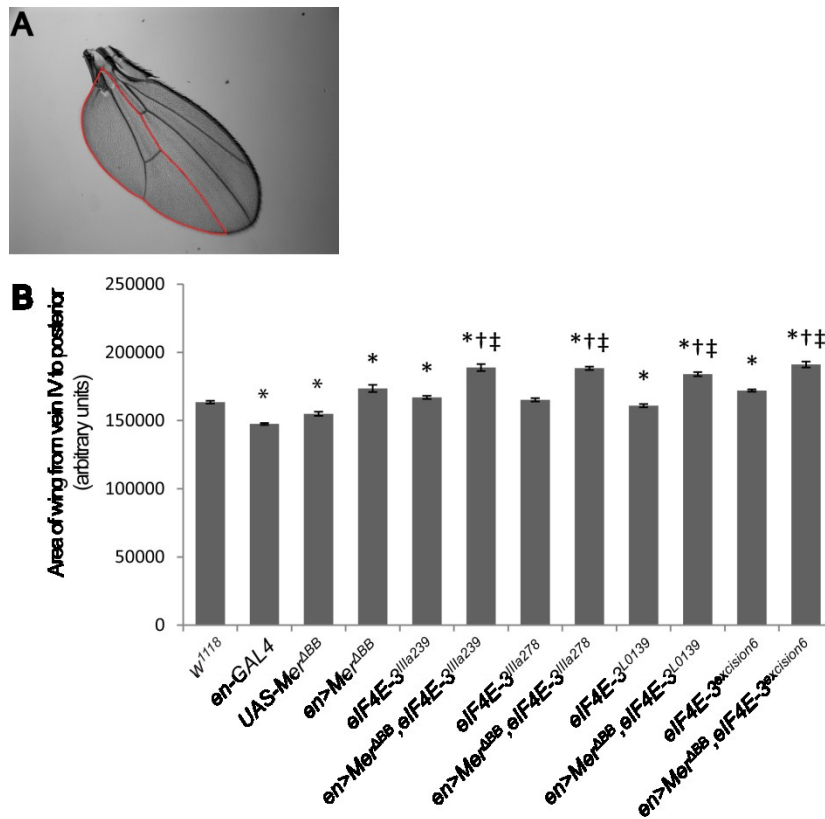 A
B
Area of wing from vein IV to posterior
(arbitrary units)
250000
200000
150000
100000
50000
0
*
*
*
*
*†‡
*†‡
*
*†‡
*
*†‡
w1118
en-GAL4
UAS-MerΔBB
en>MerΔBB
eIF4E-3IIIa239
en>MerΔBB,eIF4E-3IIIa239
eIF4E-3IIIa278
en>MerΔBB,eIF4E-3IIIa278
eIF4E-3L0139
en>MerΔBB,eIF4E-3L0139
eIF4E-3excision6
en>MerΔBB,eIF4E-3excision6